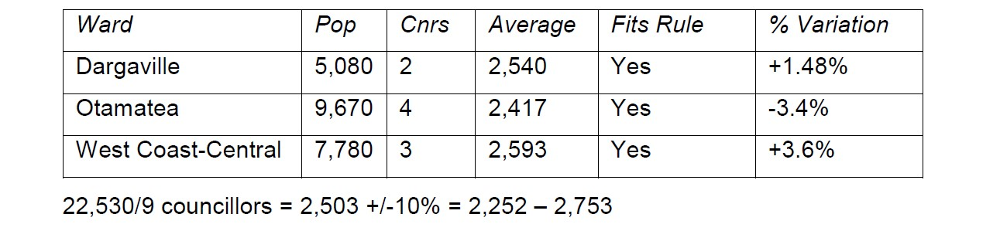 Ward Pop Cnrs Average Fits Rule % Variation
Dargaville 5,080 2 2,540 Yes +1.48%
Otamatea 9,670 4 2,417 Yes -3.4%
West Coast-Central 7,780 3 2,593 Yes +3.6%
22,530/9 councillors = 2,503 +/-10% = 2,252 – 2,753